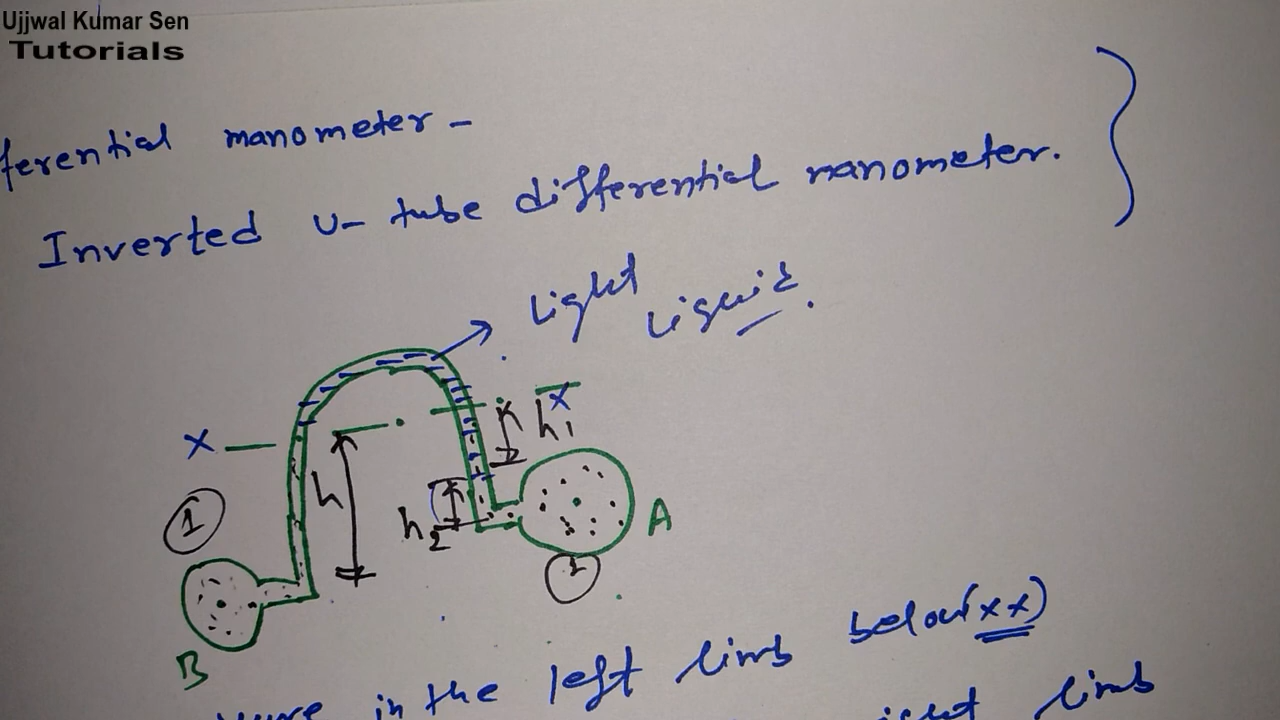 Ujjwal Kumar Sen
Tutorials
ferential manometer -
Inverted U- tube differential manometer.
Light
Liquid.
x
x
h1
h
1
h2
A
B
in the left limb below (xx)
limb